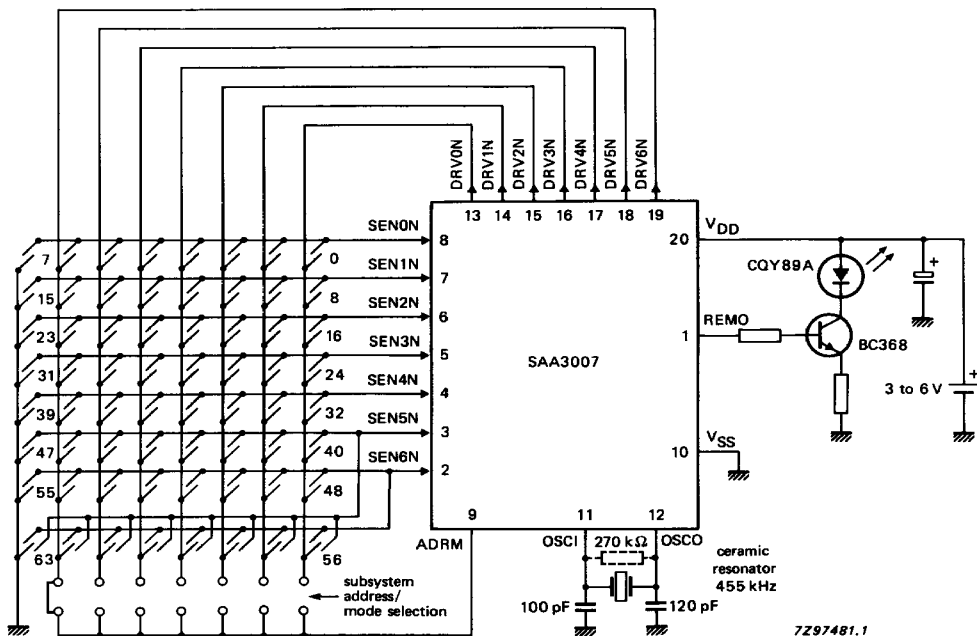 DRV0N
DRV1N
DRV2N
DRV3N
DRV4N
DRV5N
DRV6N
13 14 15 16 17 18 19
SEN0N
8
7
0
SEN1N
7
15
8
SEN2N
6
23
16
SEN3N
5
31
24
SEN4N
4
39
32
SEN5N
3
47
40
SEN6N
2
55
48
63
56
SAA3007
20
VDD
CQY89A
+
1
REMO
BC368
3 to 6 V
+
10
VSS
9
ADRM
11
12
OSCI
270 kΩ
OSCO
ceramic
resonator
455 kHz
100 pF
120 pF
subsystem
address/
mode selection
7Z97481.1